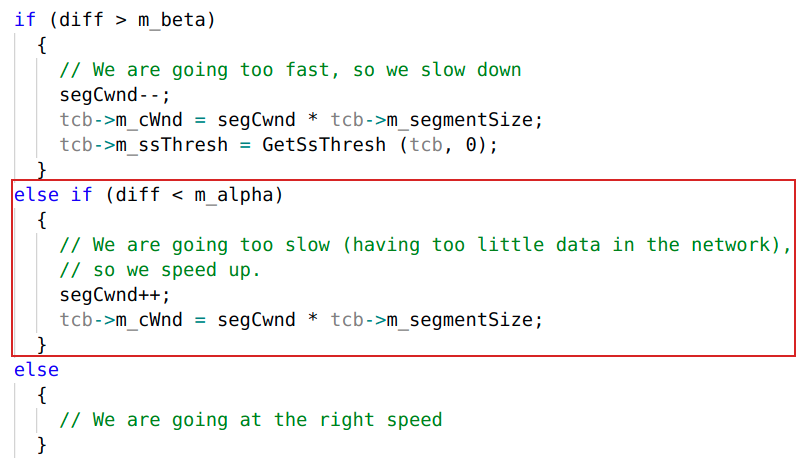 if (diff > m_beta)
{
// We are going too fast, so we slow down
segCwnd--;
tcb->m_cWnd = segCwnd * tcb->m_segmentSize;
tcb->m_ssThresh = GetSsThresh (tcb, 0);
}
else if (diff < m_alpha)
{
// We are going too slow (having too little data in the network),
// so we speed up.
segCwnd++;
tcb->m_cWnd = segCwnd * tcb->m_segmentSize;
}
else
{
// We are going at the right speed
}